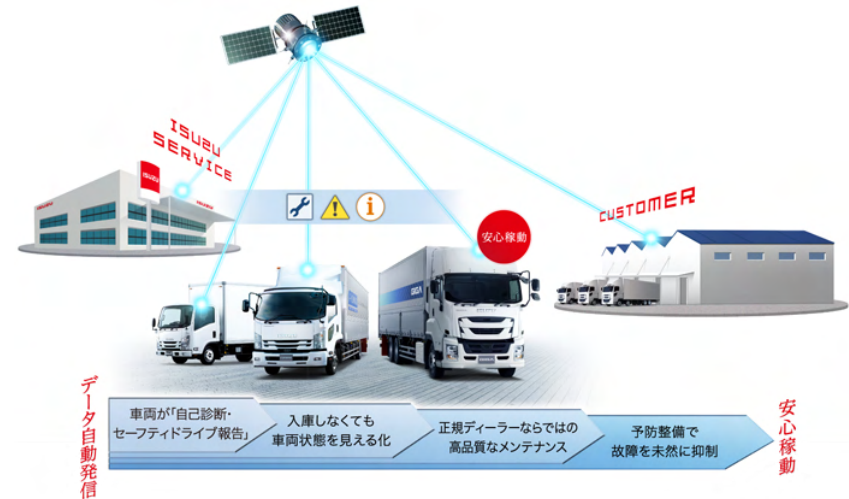 ISUZU
SERVICE
ISUZU
CUSTOMER
安心稼動
GIGA
データ自動発信
車両が「自己診断・
セーフティドライブ報告」
入庫しなくても
車両状態を見える化
正規ディーラーならではの
高品質なメンテナンス
予防整備で
故障を未然に抑制
安心稼動